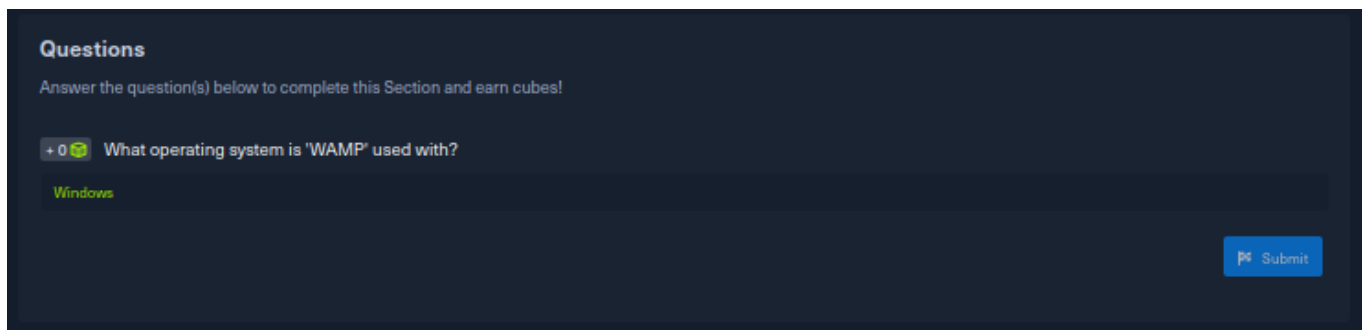 Questions
Answer the question(s) below to complete this Section and earn cubes!
+ 0 What operating system is 'WAMP' used with?
Windows
Submit